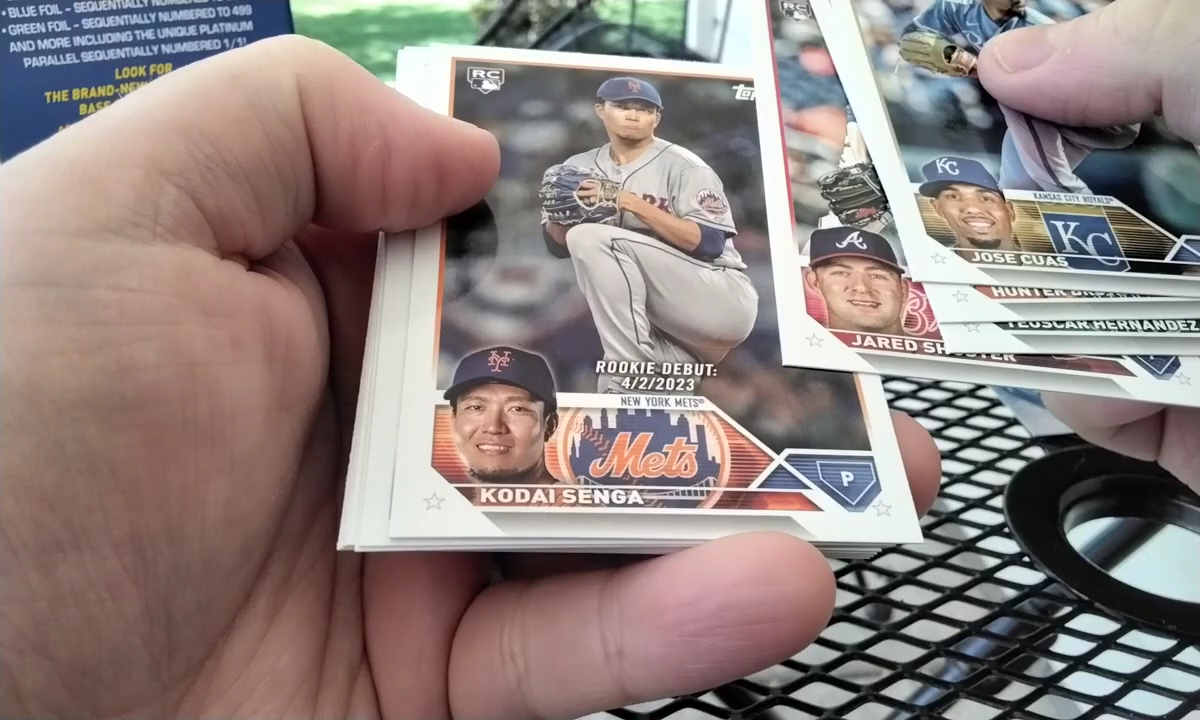 • BLUE FOIL – SEQUENTIALLY NUMBERED TO
• GREEN FOIL – SEQUENTIALLY NUMBERED TO 499
AND MORE INCLUDING THE UNIQUE PLATINUM
PARALLEL SEQUENTIALLY NUMBERED 1/1!
LOOK FOR
THE BRAND-NEW
BASE
RC
RC
KC
KANSAS CITY ROYALS
KC
JOSE CUAS
HUNTER
TEOSCAR HERNANDEZ
A
JARED SHUSTER
ROOKIE DEBUT:
4/2/2023
NEW YORK METS
NY
Mets
P
KODAI SENGA